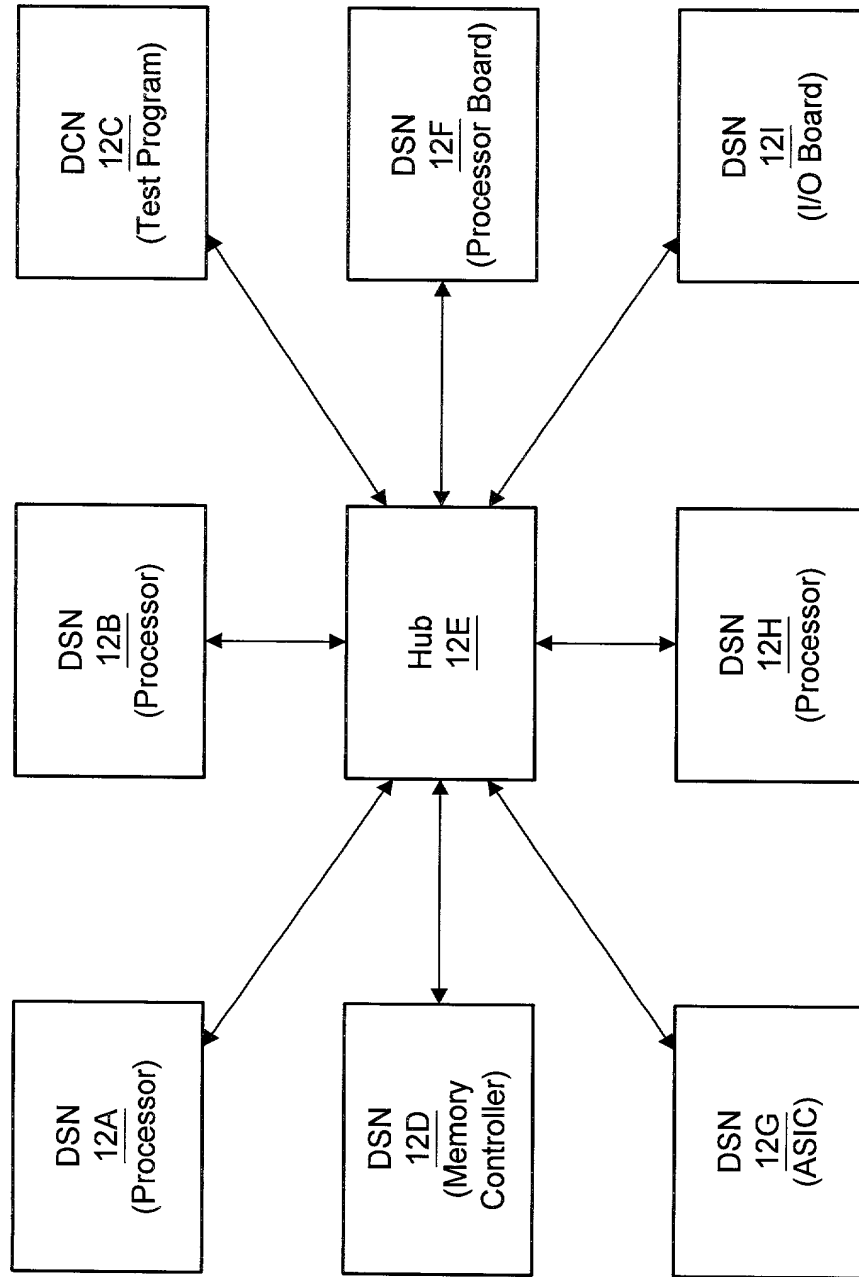 DSN
12A
(Processor)
DSN
12B
(Processor)
DCN
12C
(Test Program)
DSN
12D
(Memory
Controller)
Hub
12E
DSN
12F
(Processor Board)
DSN
12G
(ASIC)
DSN
12H
(Processor)
DSN
12I
(I/O Board)